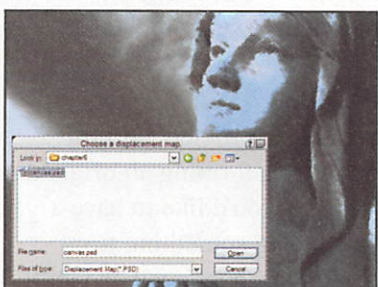 Choose a displacement map.
Look in: chapter6
canvas.psd
File name: canvas.psd
Open
Files of type: Displacement Map(*.PSD)
Cancel